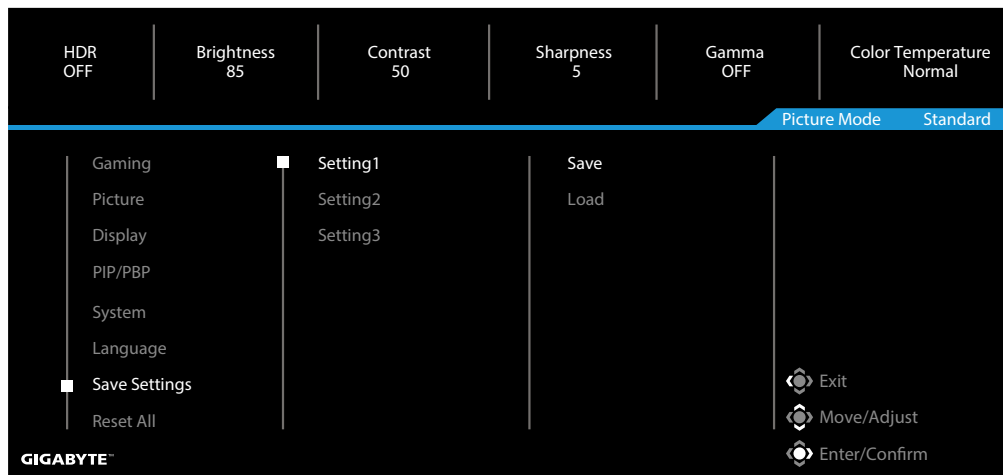 HDR
OFF
Brightness
85
Contrast
50
Sharpness
5
Gamma
OFF
Color Temperature
Normal
Picture Mode Standard
Gaming
Picture
Display
PIP/PBP
System
Language
Save Settings
Reset All
Setting1
Setting2
Setting3
Save
Load
Exit
Move/Adjust
Enter/Confirm
GIGABYTE™